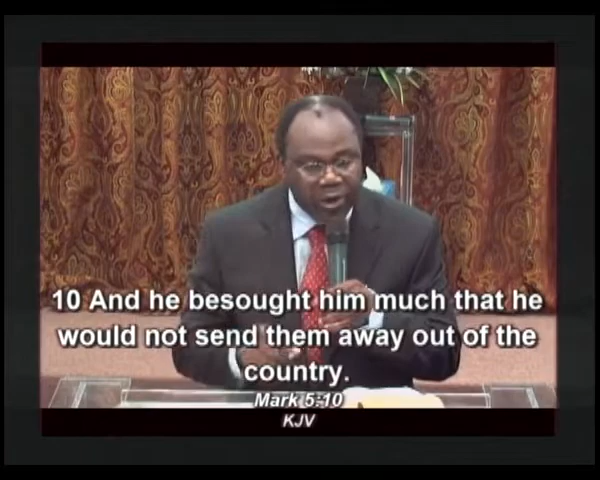 10 And he besought him much that he
would not send them away out of the
country.
Mark 5:10
KJV